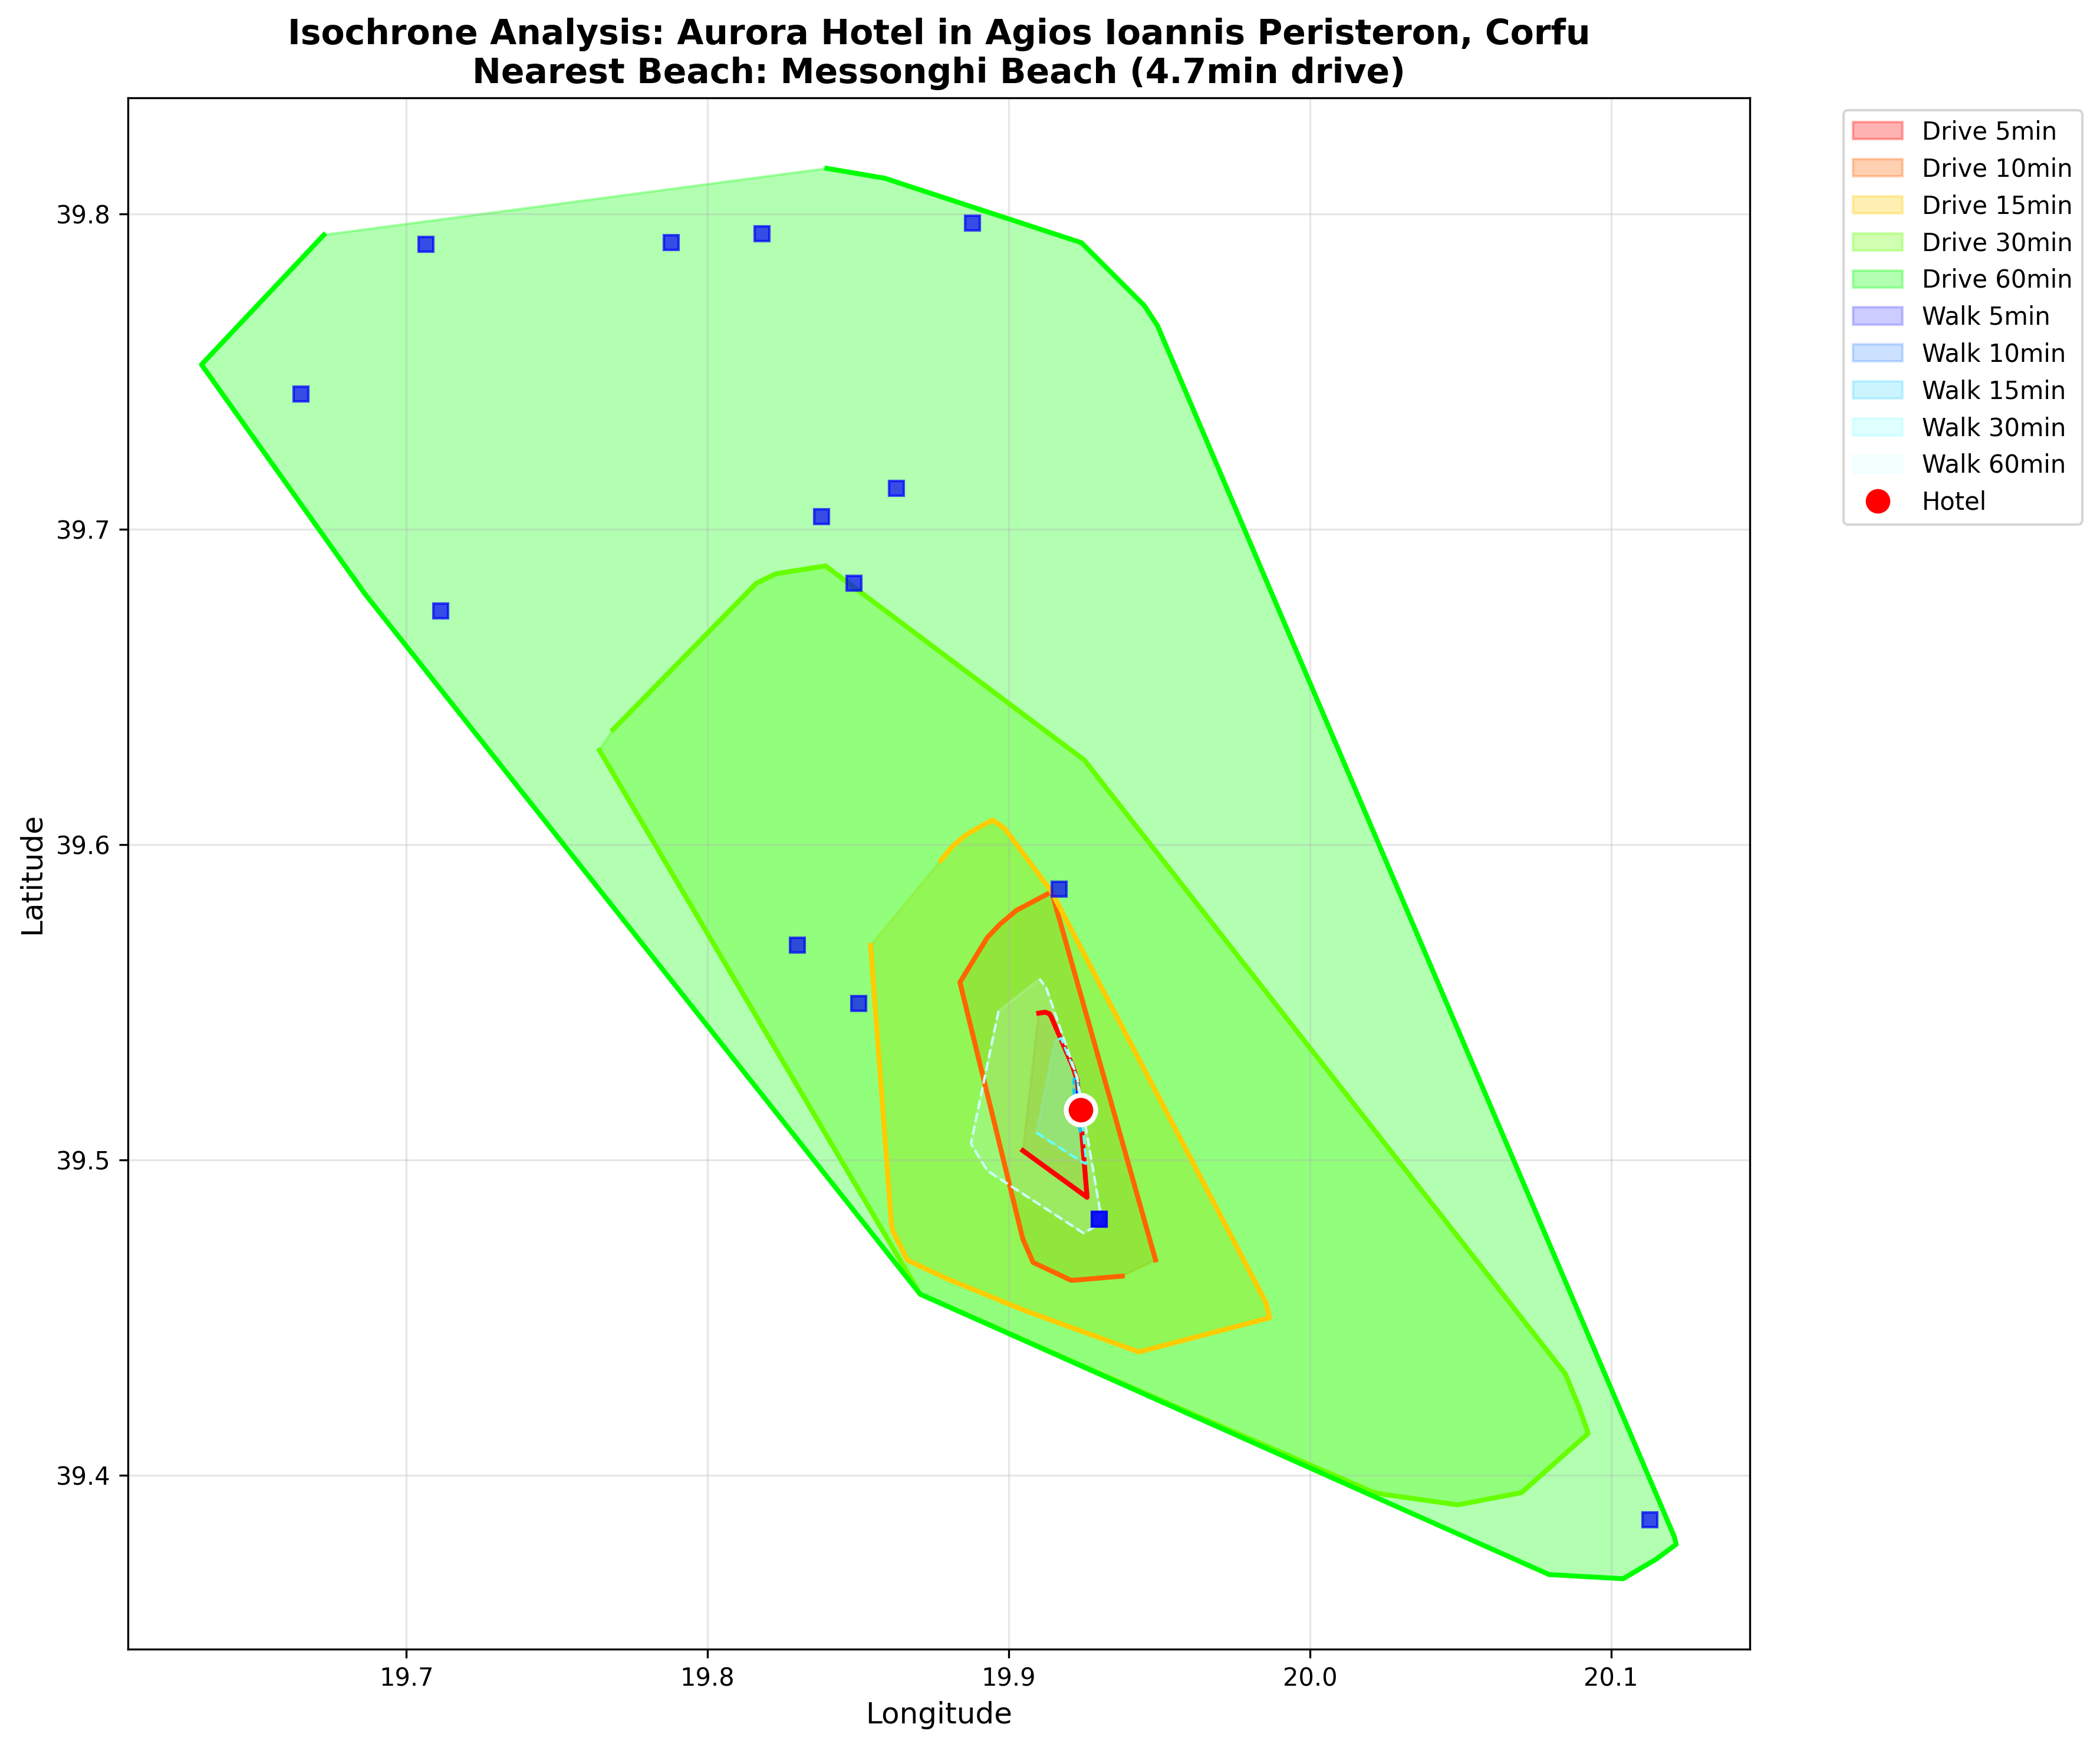 Isochrone Analysis: Aurora Hotel in Agios Ioannis Peristeron, Corfu
Nearest Beach: Messonghi Beach (4.7min drive)
Drive 5min
Drive 10min
Drive 15min
Drive 30min
Drive 60min
Walk 5min
Walk 10min
Walk 15min
Walk 30min
Walk 60min
Hotel
Latitude
39.8
39.7
39.6
39.5
39.4
19.7
19.8
19.9
20.0
20.1
Longitude